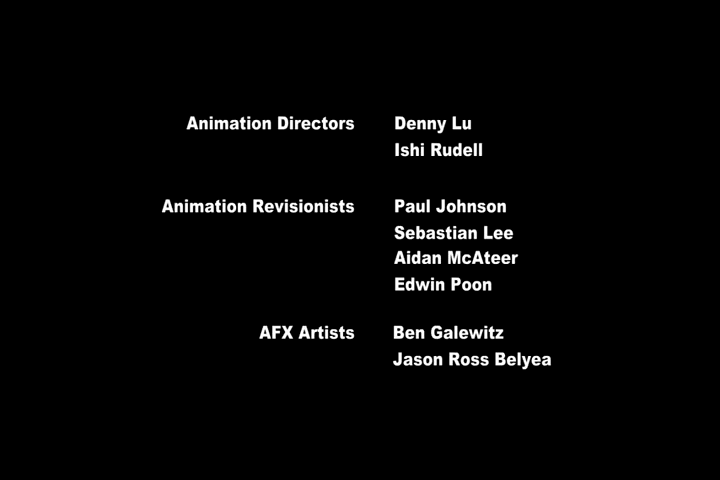 Animation Directors Denny Lu
Ishi Rudell
Animation Revisionists Paul Johnson
Sebastian Lee
Aidan McAteer
Edwin Poon
AFX Artists Ben Galewitz
Jason Ross Belyea